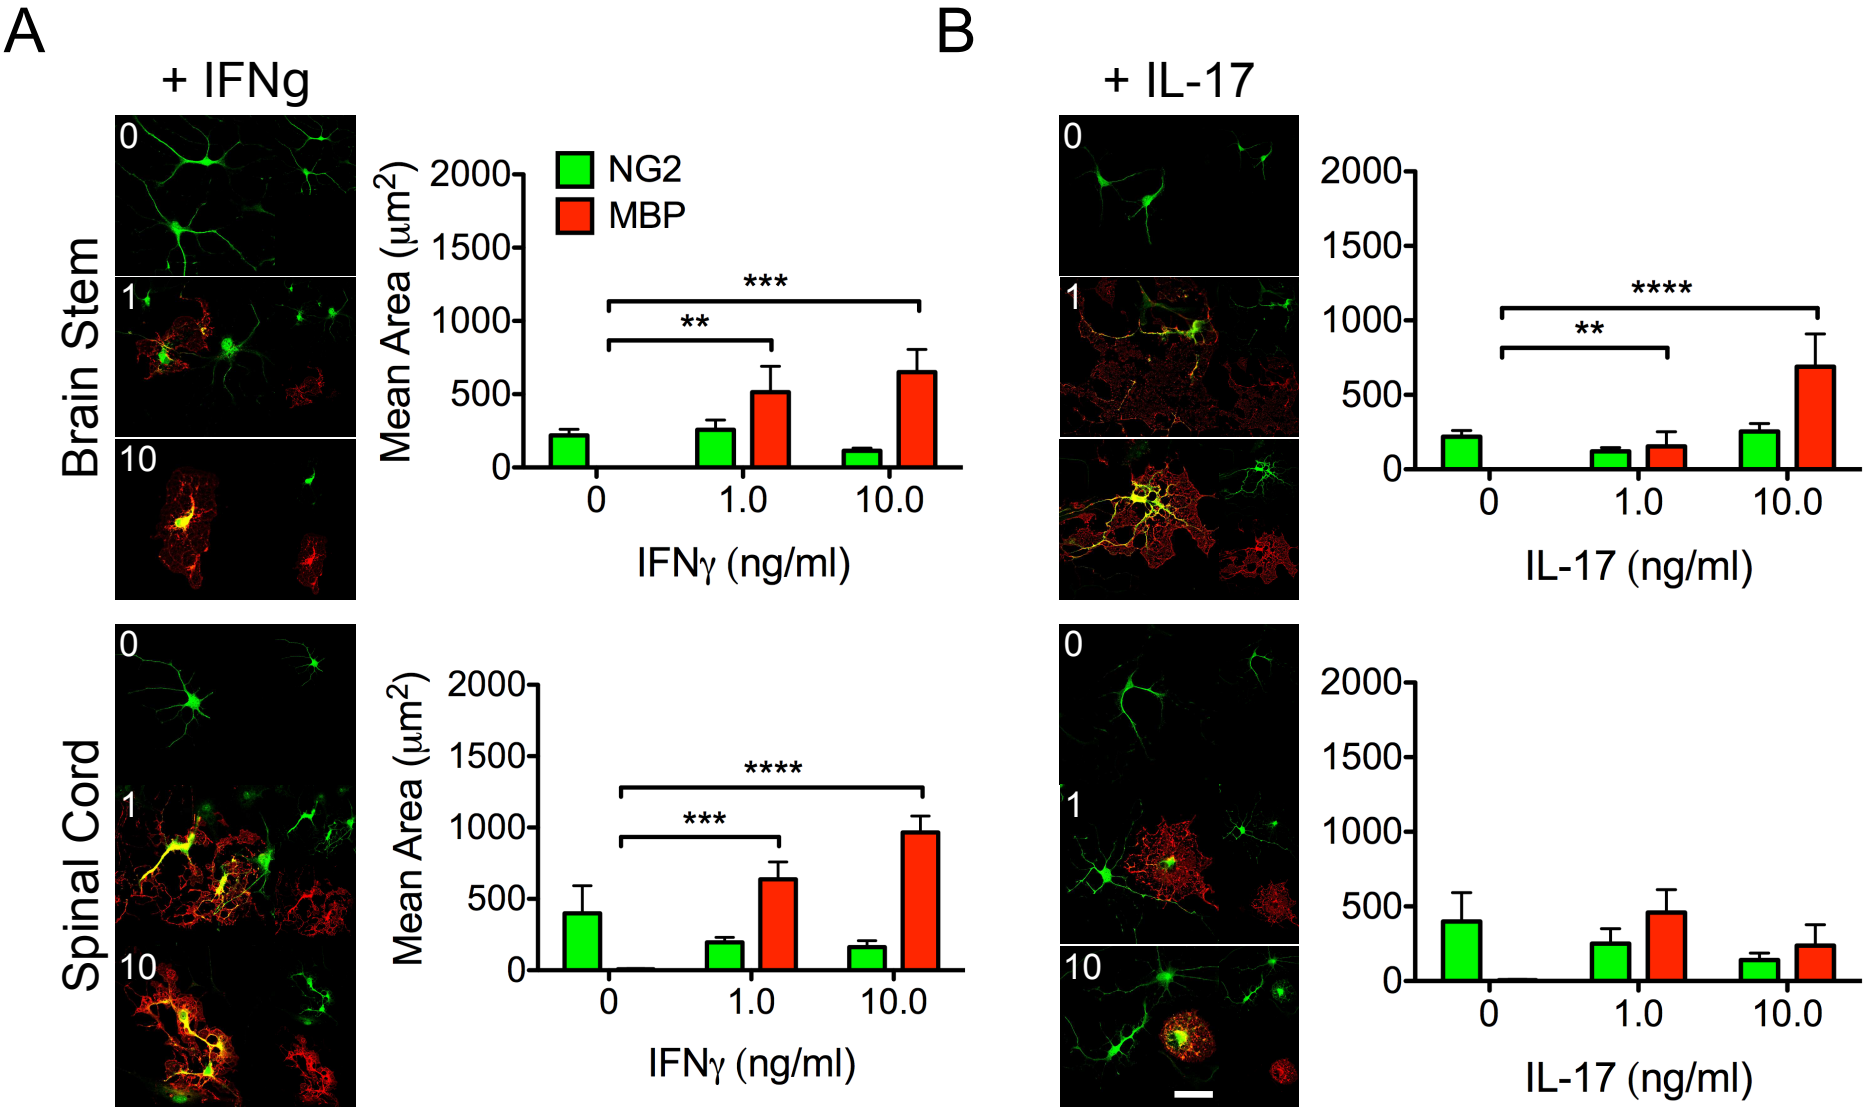 A
+ IFNg
Brain Stem
0
1
10
Mean Area (μm²)
2000
1500
1000
500
0
NG2
MBP
***
**
0 1.0 10.0
IFNγ (ng/ml)
Spinal Cord
0
1
10
Mean Area (μm²)
2000
1500
1000
500
0
****
***
0 1.0 10.0
IFNγ (ng/ml)
B
+ IL-17
0
1
10
2000
1500
1000
500
0
****
**
0 1.0 10.0
IL-17 (ng/ml)
0
1
10
2000
1500
1000
500
0
0 1.0 10.0
IL-17 (ng/ml)